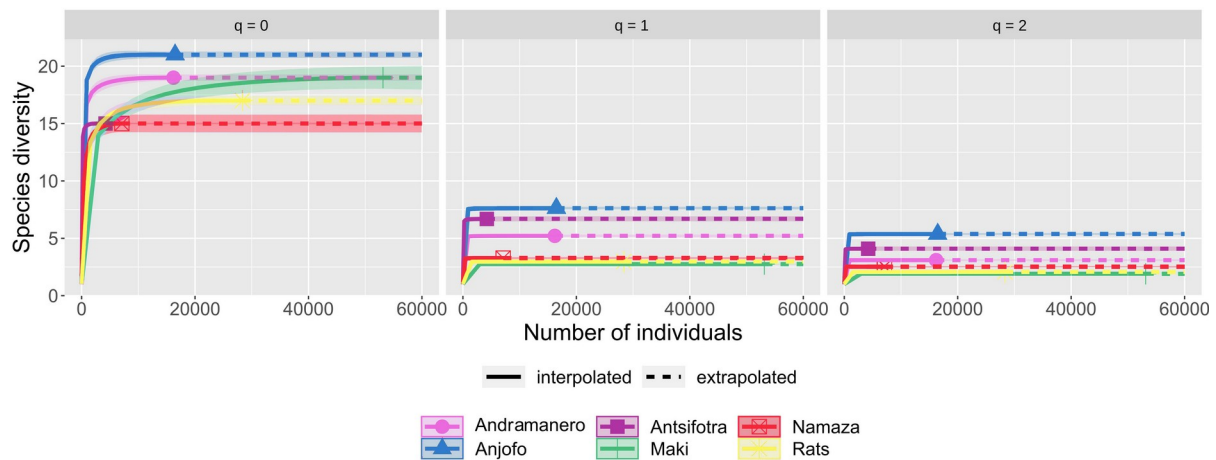 q = 0 q = 1 q = 2
Species diversity
20
15
10
5
0
0 20000 40000 60000 0 20000 40000 60000 0 20000 40000 60000
Number of individuals
interpolated extrapolated
Andramanero Antsifotra Namaza
Anjofo Maki Rats